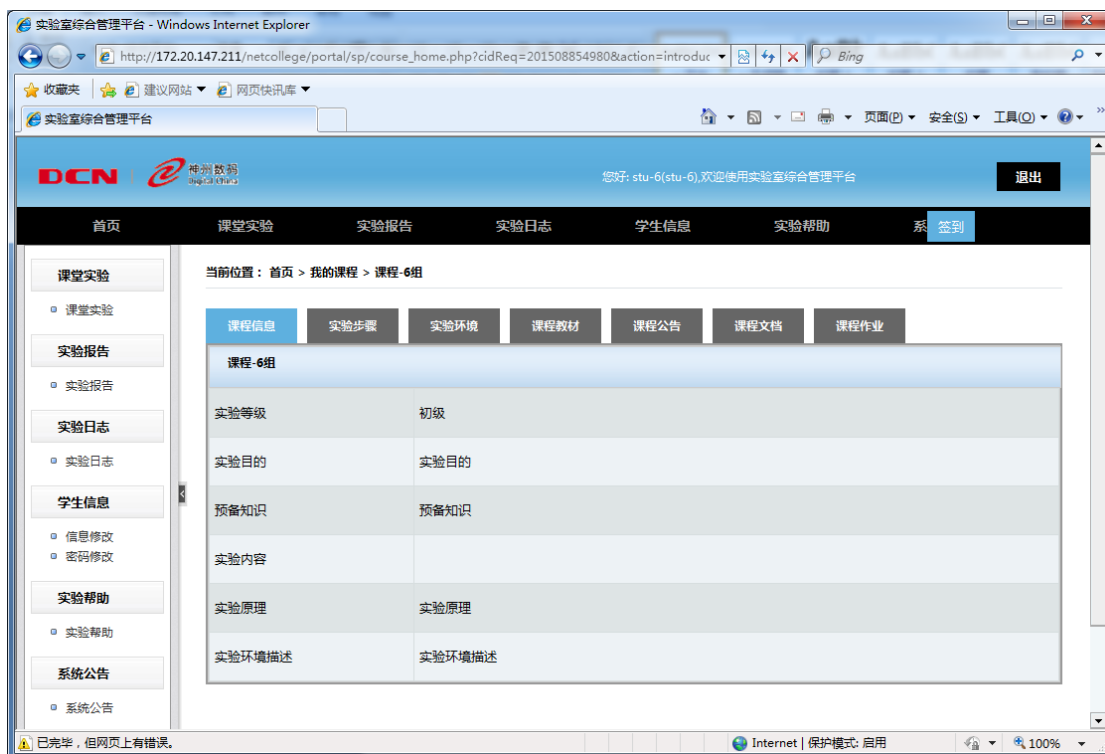 实验室综合管理平台 - Windows Internet Explorer
http://172.20.147.211/netcollege/portal/sp/course_home.php?cidReq=201508854980&action=introduc
Bing
收藏夹 建议网站 网页快讯库
实验室综合管理平台
页面(P) 安全(S) 工具(O)
DCN 神州数码
Digital China
您好: stu-6(stu-6),欢迎使用实验室综合管理平台
退出
首页 课堂实验 实验报告 实验日志 学生信息 实验帮助 系 签到
课堂实验
课堂实验
实验报告
实验报告
实验日志
实验日志
学生信息
信息修改
密码修改
实验帮助
实验帮助
系统公告
系统公告
当前位置： 首页 > 我的课程 > 课程-6组
课程信息 实验步骤 实验环境 课程教材 课程公告 课程文档 课程作业
课程-6组
实验等级 初级
实验目的 实验目的
预备知识 预备知识
实验内容
实验原理 实验原理
实验环境描述 实验环境描述
已完毕，但网页上有错误。
Internet | 保护模式: 启用
100%